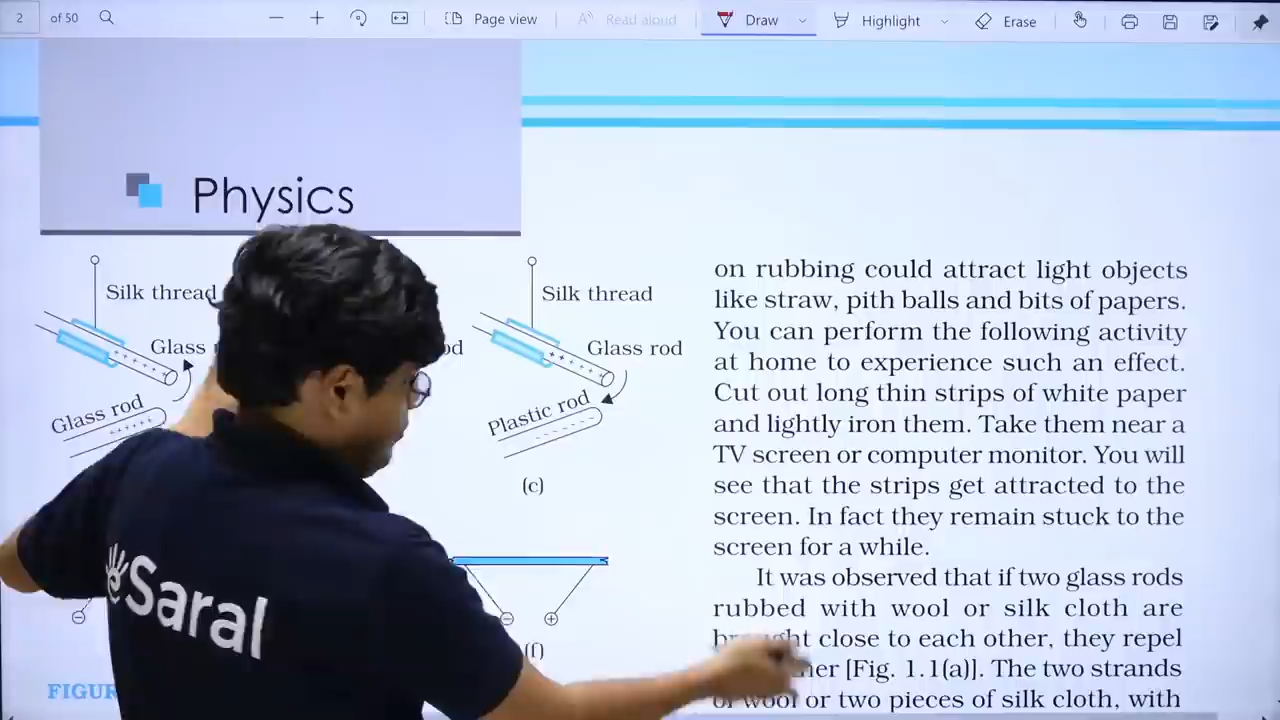 2 of 50 Page view Read aloud Draw Highlight Erase
Physics
Silk thread
Glass
Glass rod
Silk thread
Glass rod
Plastic rod
(c)
(f)
eSaral
on rubbing could attract light objects
like straw, pith balls and bits of papers.
You can perform the following activity
at home to experience such an effect.
Cut out long thin strips of white paper
and lightly iron them. Take them near a
TV screen or computer monitor. You will
see that the strips get attracted to the
screen. In fact they remain stuck to the
screen for a while.
It was observed that if two glass rods
rubbed with wool or silk cloth are
brought close to each other, they repel
[Fig. 1.1(a)]. The two strands
of wool or two pieces of silk cloth, with